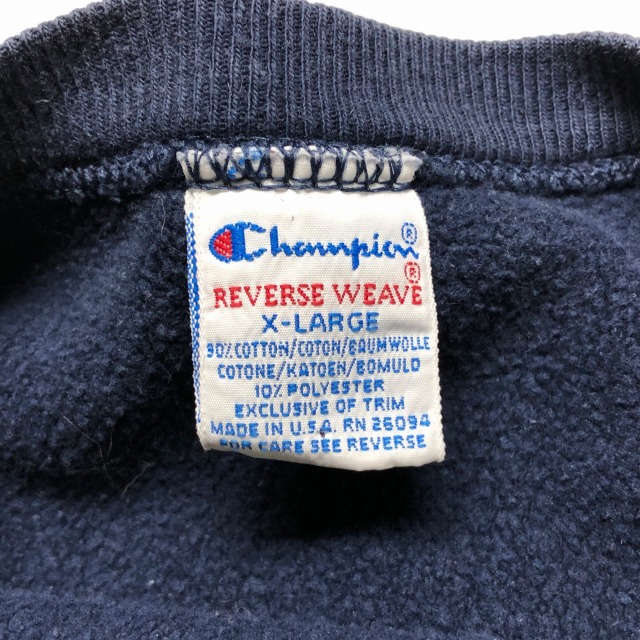 Champion®
REVERSE WEAVE®
X-LARGE
90% COTTON/COTON/BAUMWOLLE
COTONE/KATOEN/BOMULD
10% POLYESTER
EXCLUSIVE OF TRIM
MADE IN U.S.A. RN 26094
FOR CARE SEE REVERSE